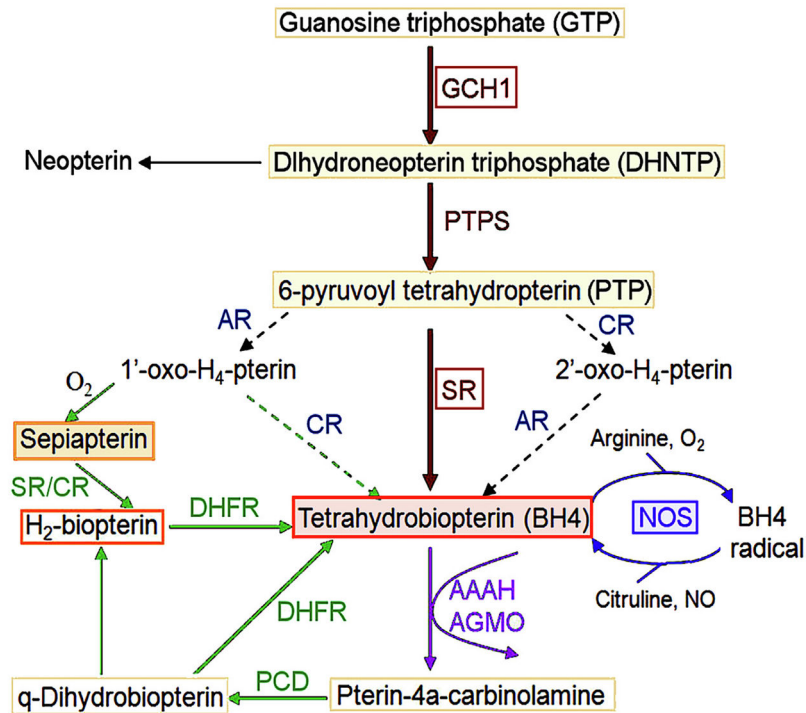 Guanosine triphosphate (GTP)
GCH1
Neopterin
DIhydroneopterin triphosphate (DHNTP)
PTPS
6-pyruvoyl tetrahydropterin (PTP)
AR
CR
1’-oxo-H₄-pterin
2’-oxo-H₄-pterin
O₂
SR
Sepiapterin
CR
AR
Arginine, O₂
SR/CR
H₂-biopterin
DHFR
Tetrahydrobiopterin (BH4)
NOS
BH4
radical
Citruline, NO
DHFR
AAAH
AGMO
q-Dihydrobiopterin
PCD
Pterin-4a-carbinolamine